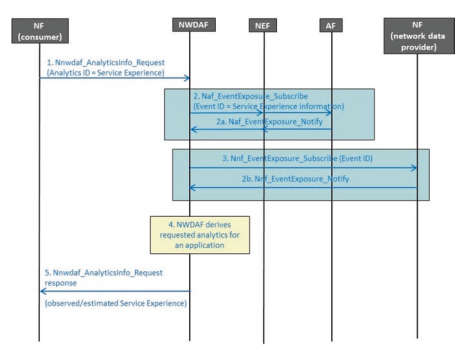 NF
(consumer)
NWDAF
NEF
AF
NF
(network data
provider)
1. Nnwdaf_AnalyticsInfo_Request
(Analytics ID = Service Experience)
2. Naf_EventExposure_Subscribe
(Event ID = Service Experience information)
2a. Naf_EventExposure_Notify
3. Nnf_EventExposure_Subscribe (Event ID)
2b. Nnf_EventExposure_Notify
4. NWDAF derives
requested analytics for
an application
5. Nnwdaf_AnalyticsInfo_Request
response
(observed/estimated Service Experience)